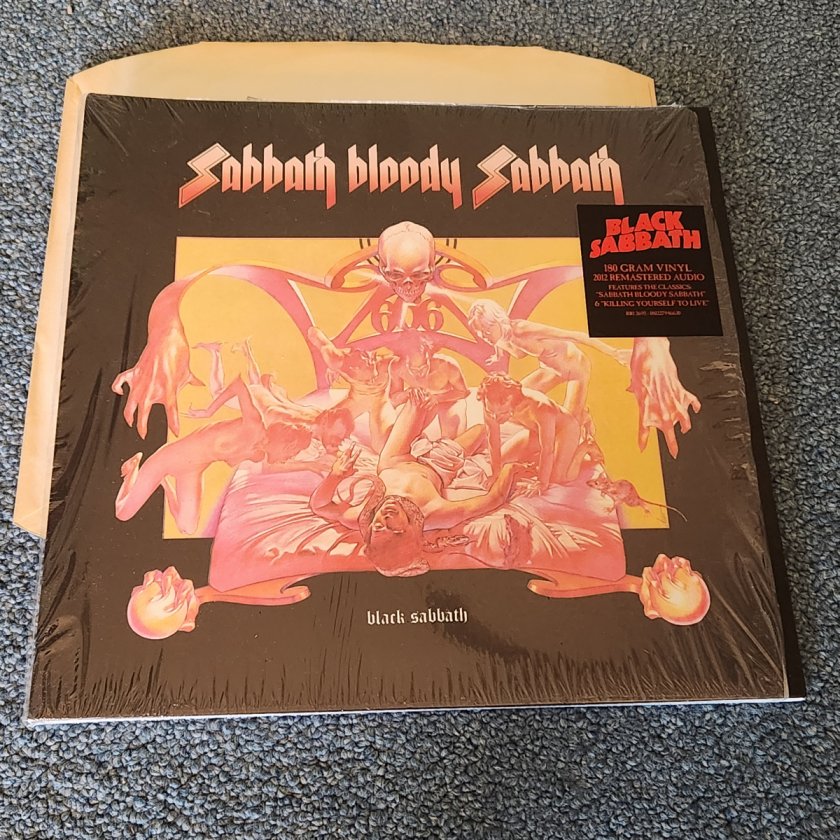 Sabbath bloody Sabbath
BLACK
SABBATH
180 GRAM VINYL
2012 REMASTERED AUDIO
FEATURES THE CLASSICS:
"SABBATH BLOODY SABBATH"
& "KILLING YOURSELF TO LIVE"
666
black sabbath